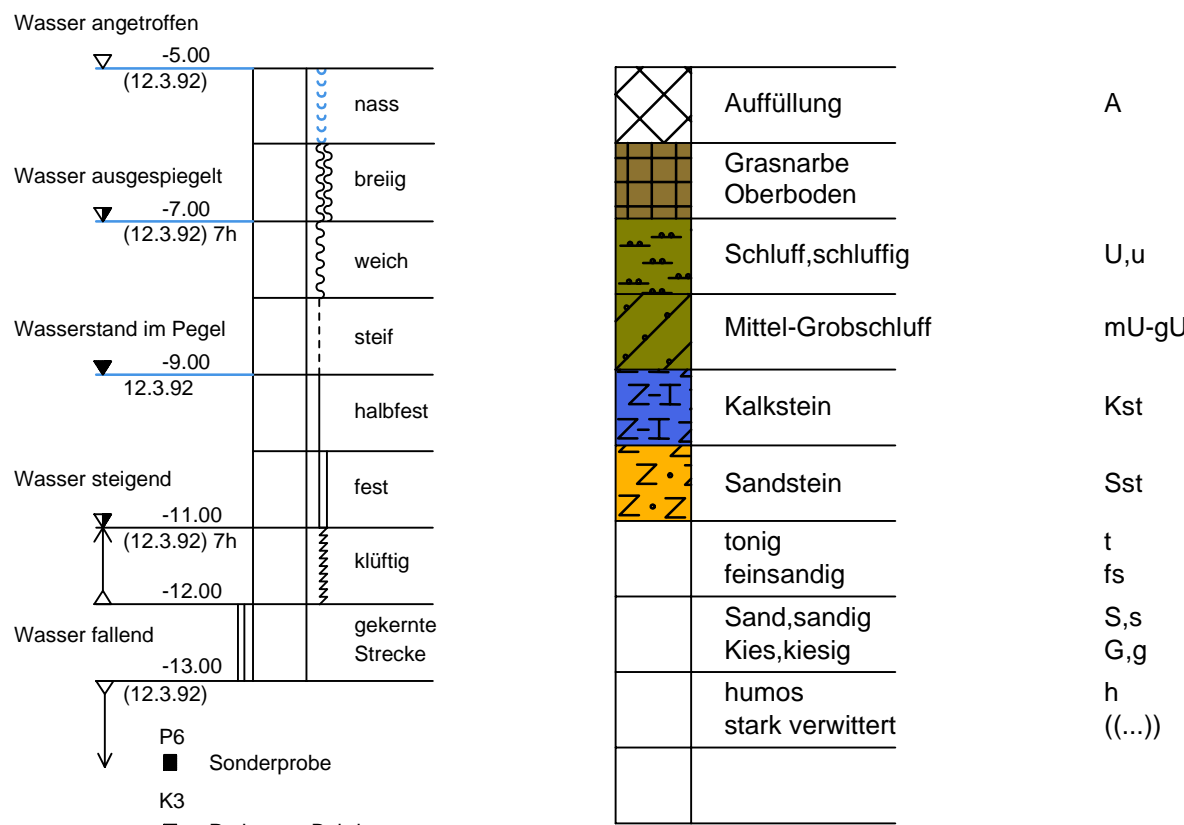 Wasser angetroffen
-5.00
(12.3.92)
nass
Wasser ausgespiegelt
breiig
-7.00
(12.3.92) 7h
weich
Wasserstand im Pegel
steif
-9.00
12.3.92
halbfest
Wasser steigend
fest
-11.00
(12.3.92) 7h
klüftig
-12.00
Wasser fallend
gekernte
Strecke
-13.00
(12.3.92)
P6
Sonderprobe
K3
Auffüllung A
Grasnarbe
Oberboden
Schluff,schluffig U,u
Mittel-Grobschluff mU-gU
Z-I
Z-I
Kalkstein Kst
Z
Z Z
Sandstein Sst
tonig t
feinsandig fs
Sand,sandig S,s
Kies,kiesig G,g
humos h
stark verwittert ((...))